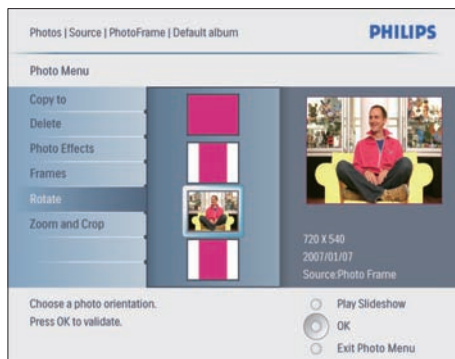 Photos | Source | PhotoFrame | Default album
PHILIPS
Photo Menu
Copy to
Delete
Photo Effects
Frames
Rotate
Zoom and Crop
720 X 540
2007/01/07
Source:Photo Frame
Choose a photo orientation.
Press OK to validate.
Play Slideshow
OK
Exit Photo Menu